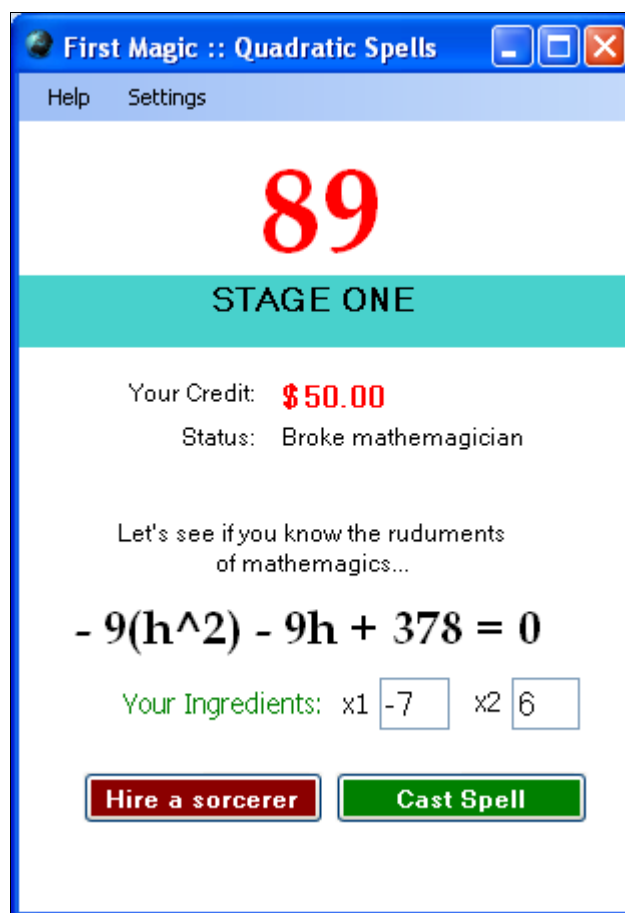 First Magic :: Quadratic Spells
Help Settings
89
STAGE ONE
Your Credit: $50.00
Status: Broke mathemagician
Let's see if you know the ruduments
of mathemagics...
- 9(h^2) - 9h + 378 = 0
Your Ingredients: x1 -7 x2 6
Hire a sorcerer Cast Spell